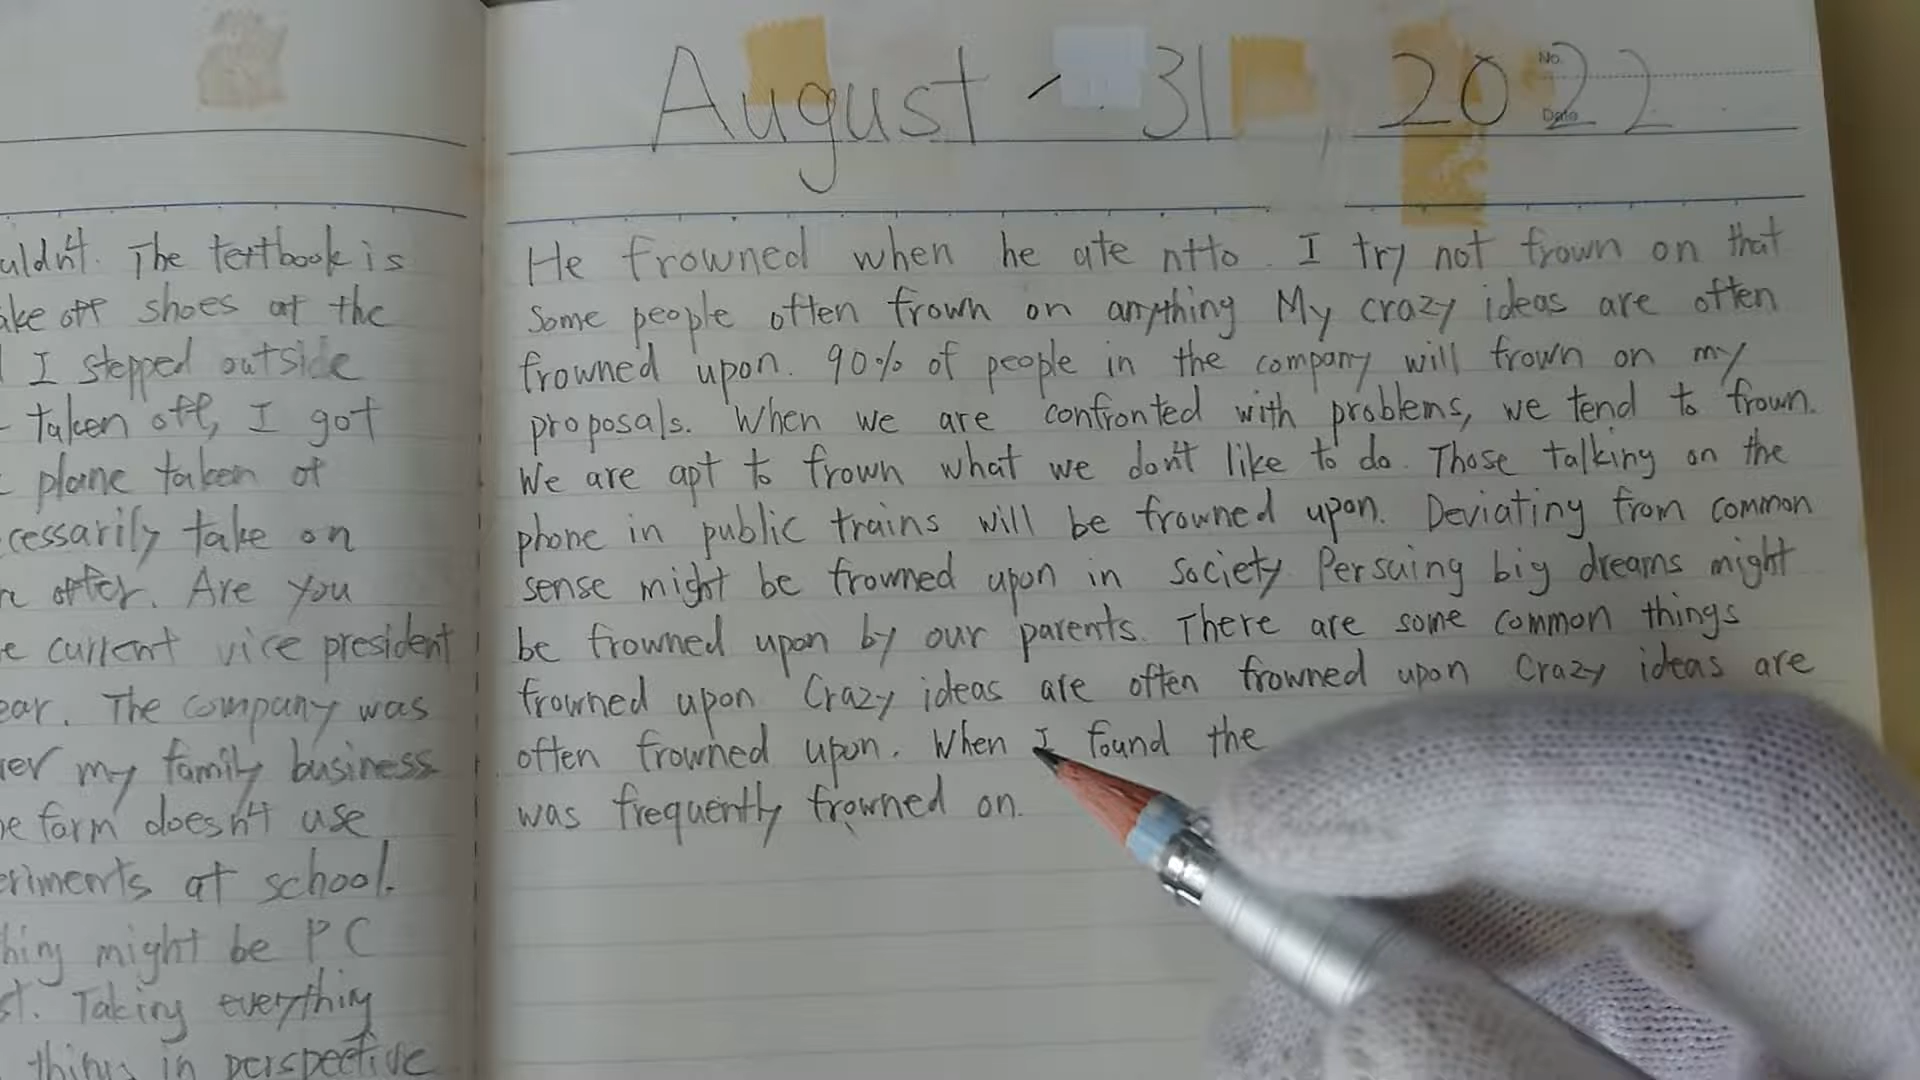 August - 31, 2022
No.
Date
uldn't. The textbook is
ake off shoes at the
I stepped outside
taken off, I got
plane taken of
cessarily take on
offer. Are you
e current vice president
ear. The company was
my family business
farm doesn't use
eriments at school.
hing might be PC
st. Taking everything
things in perspective
He frowned when he ate ntto. I try not frown on that
Some people often frown on anything My crazy ideas are often
frowned upon. 90% of people in the company will frown on my
proposals. When we are confronted with problems, we tend to frown.
We are apt to frown what we don't like to do. Those talking on the
phone in public trains will be frowned upon. Deviating from common
sense might be frowned upon in society Persuing big dreams might
be frowned upon by our parents. There are some common things
frowned upon. Crazy ideas are often frowned upon Crazy ideas are
often frowned upon. When I found the
was frequently frowned on.